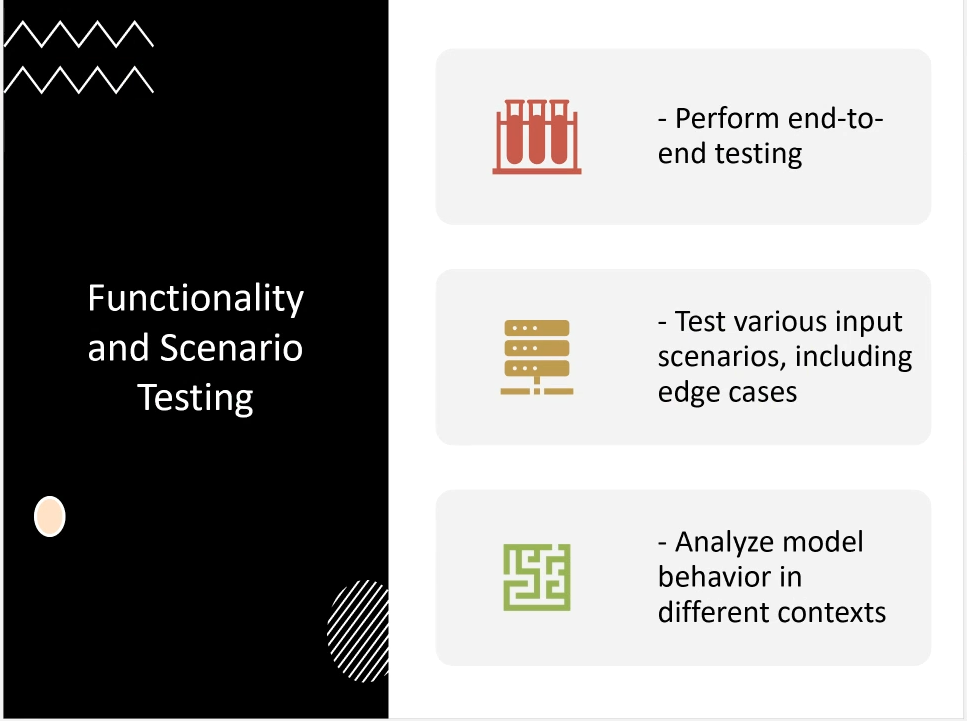 Functionality
and Scenario
Testing
- Perform end-to-
end testing
- Test various input
scenarios, including
edge cases
- Analyze model
behavior in
different contexts